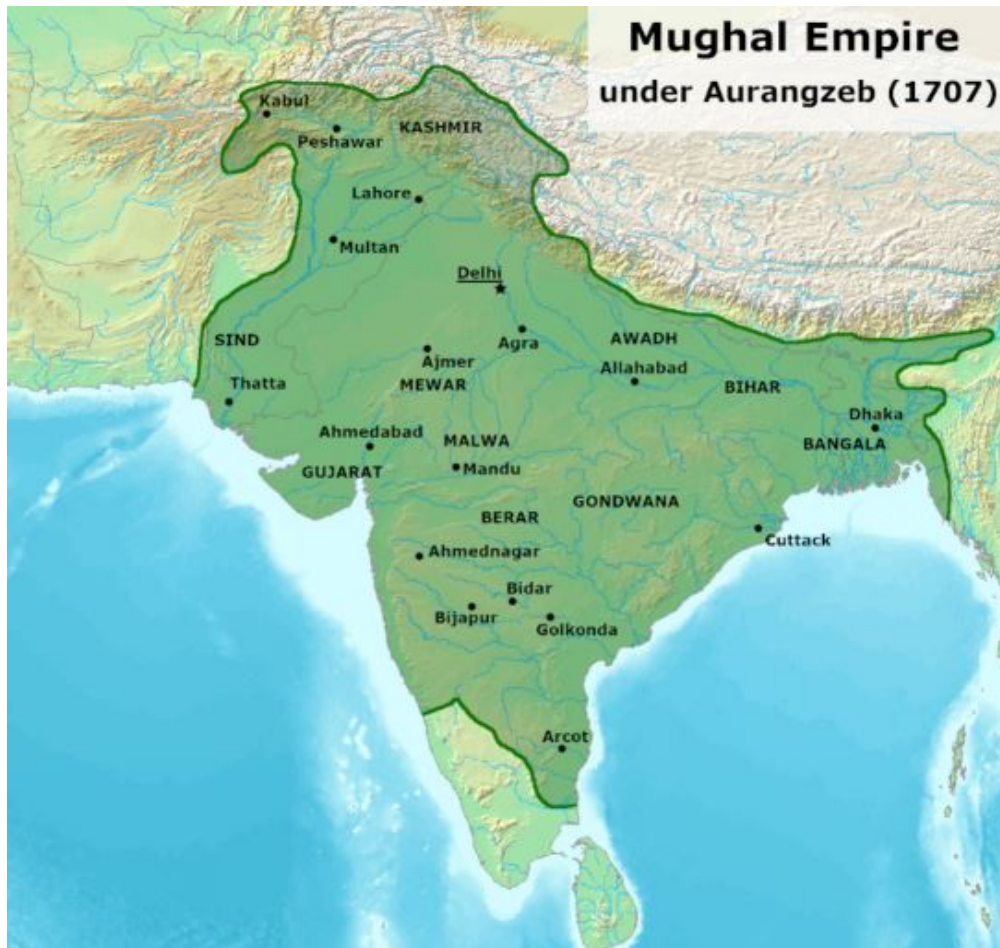 Mughal Empire
under Aurangzeb (1707)
Kabul
Peshawar
KASHMIR
Lahore
Multan
Delhi
SIND
Thatta
Ajmer
MEWAR
Agra
AWADH
Allahabad
BIHAR
Dhaka
BANGALA
Ahmedabad
GUJARAT
MALWA
Mandu
GONDWANA
BERAR
Cuttack
Ahmednagar
Bidar
Bijapur
Golkonda
Arcot